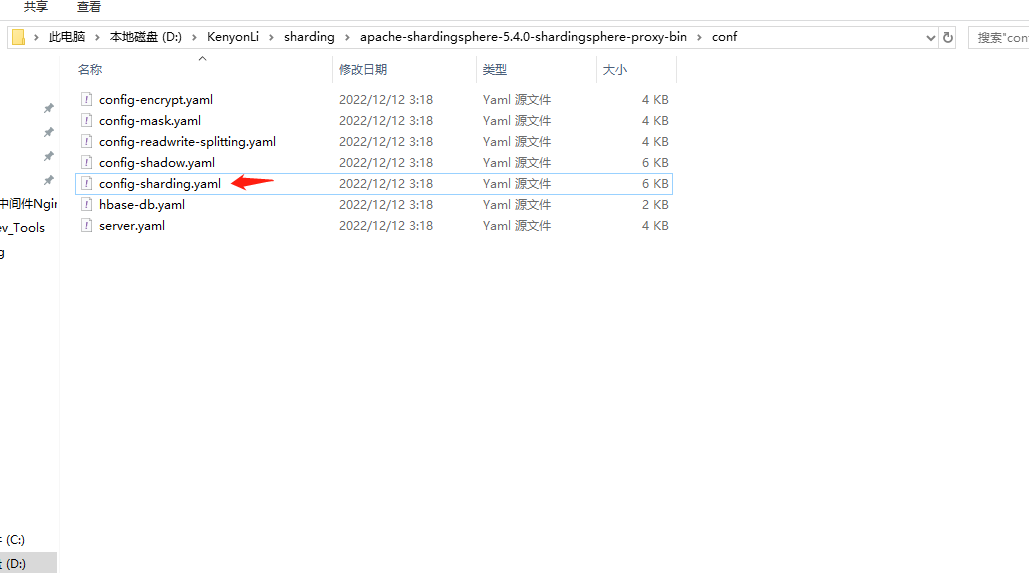 共享 查看
此电脑 本地磁盘 (D:) KenyonLi sharding apache-shardingsphere-5.4.0-shardingsphere-proxy-bin conf 搜索"con
名称 修改日期 类型 大小
config-encrypt.yaml 2022/12/12 3:18 Yaml 源文件 4 KB
config-mask.yaml 2022/12/12 3:18 Yaml 源文件 4 KB
config-readwrite-splitting.yaml 2022/12/12 3:18 Yaml 源文件 4 KB
config-shadow.yaml 2022/12/12 3:18 Yaml 源文件 6 KB
config-sharding.yaml 2022/12/12 3:18 Yaml 源文件 6 KB
中间件Ngin hbase-db.yaml 2022/12/12 3:18 Yaml 源文件 2 KB
ev_Tools server.yaml 2022/12/12 3:18 Yaml 源文件 4 KB
g
(C:)
(D:)